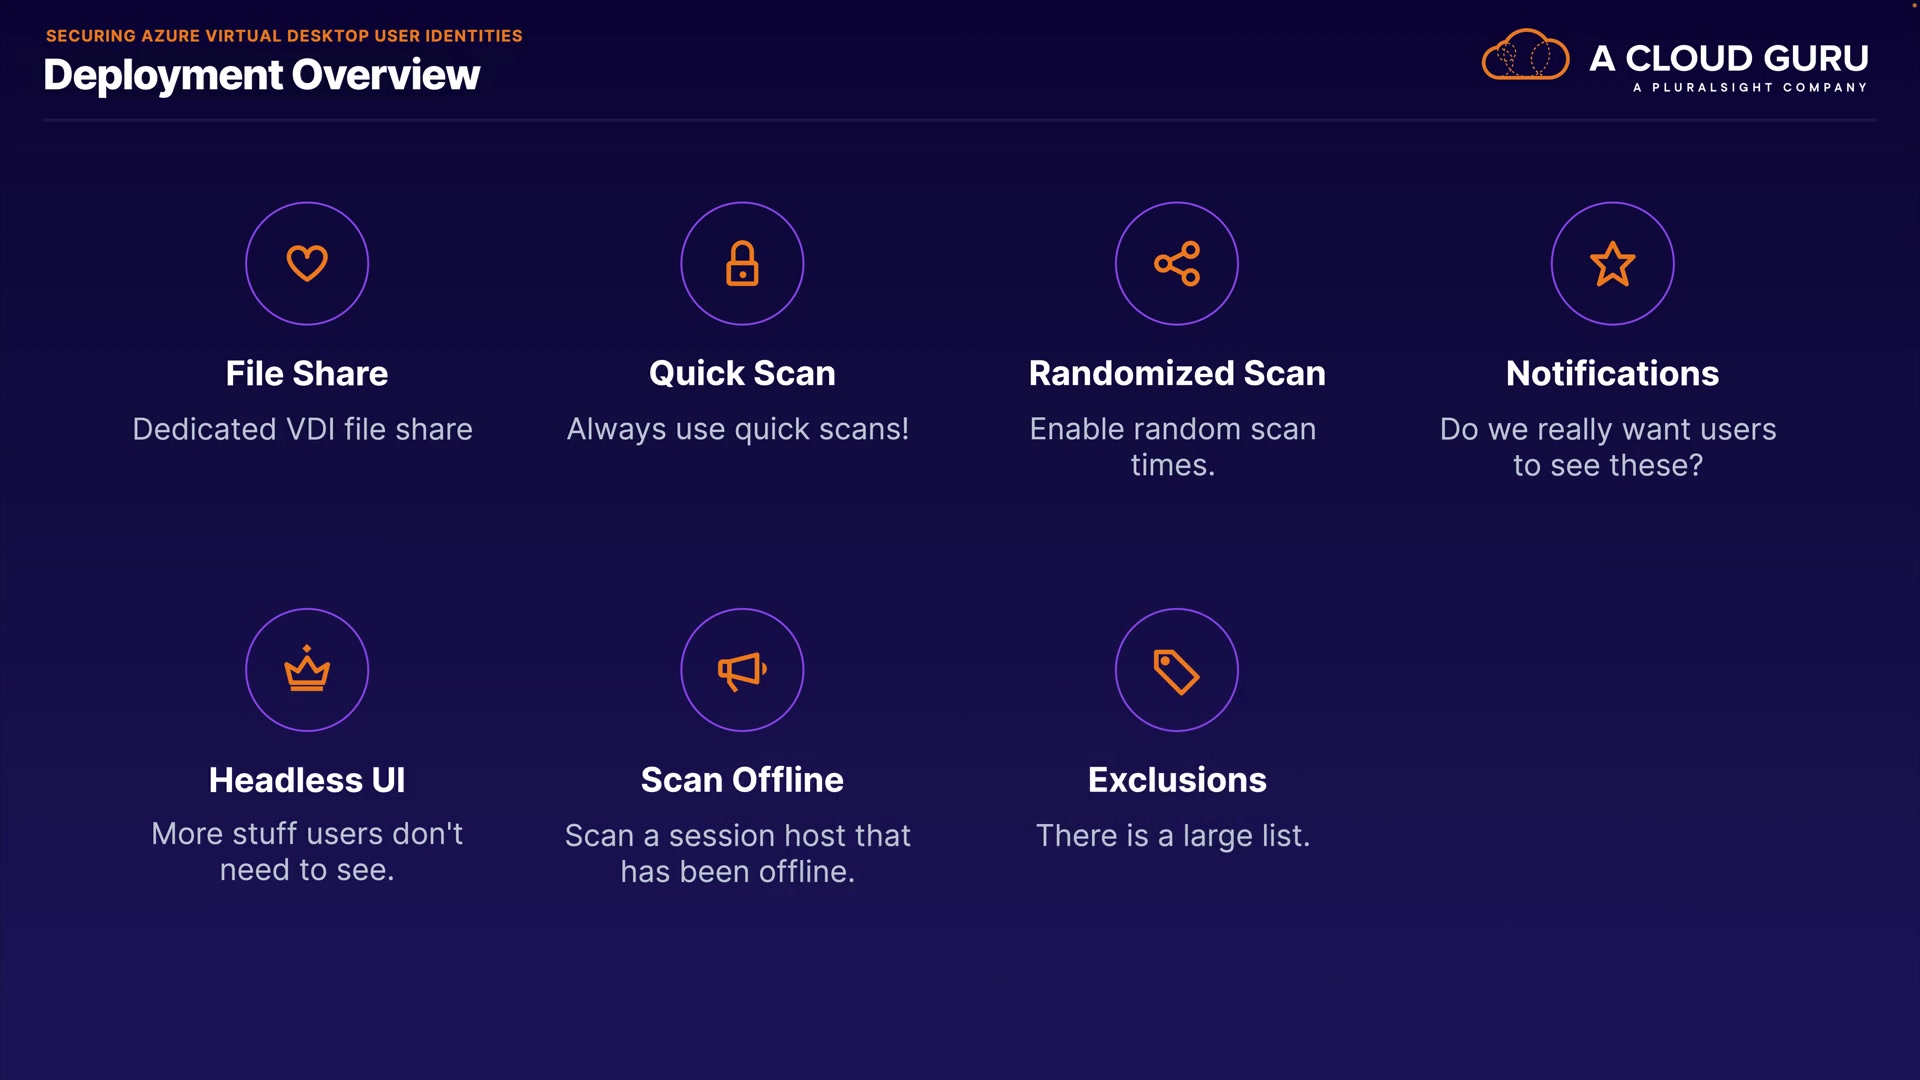 SECURING AZURE VIRTUAL DESKTOP USER IDENTITIES
Deployment Overview
A CLOUD GURU
A PLURALSIGHT COMPANY
File Share
Dedicated VDI file share
Quick Scan
Always use quick scans!
Randomized Scan
Enable random scan
times.
Notifications
Do we really want users
to see these?
Headless UI
More stuff users don't
need to see.
Scan Offline
Scan a session host that
has been offline.
Exclusions
There is a large list.